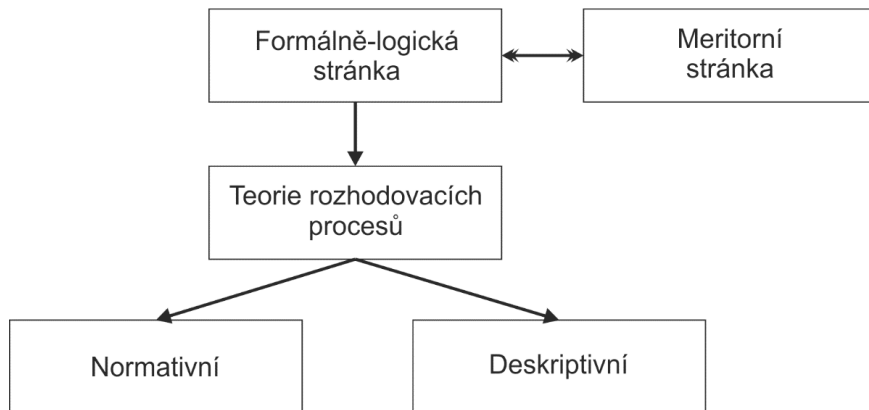 Formálně-logická
stránka
Meritorní
stránka
Teorie rozhodovacích
procesů
Normativní
Deskriptivní